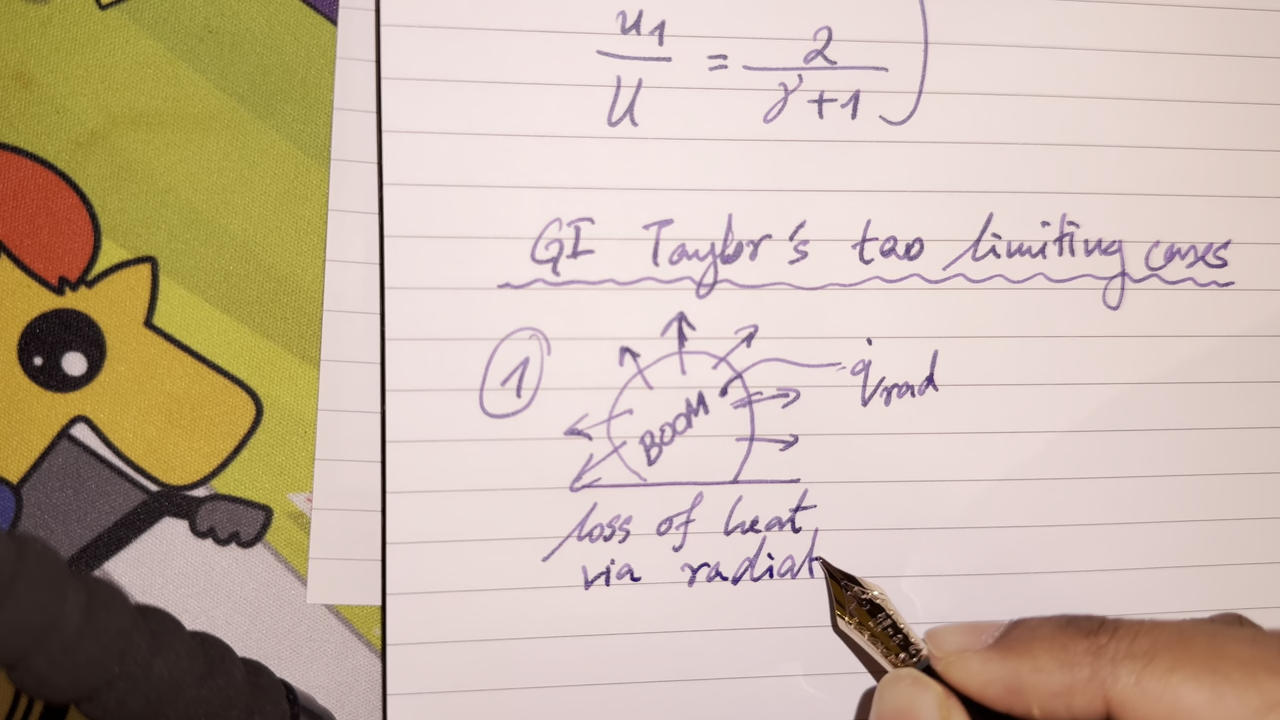 u1/U = 2/(γ+1)
GI Taylor's two limiting cases
1
BOOM
q̇rad
loss of heat
via radiat